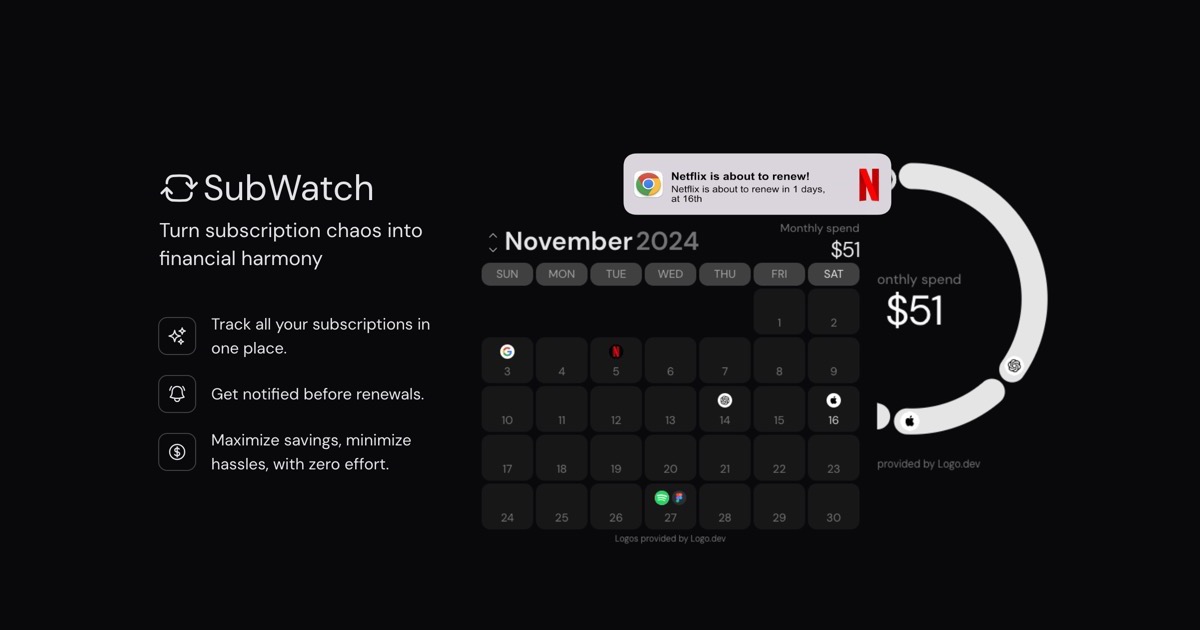 SubWatch
Turn subscription chaos into
financial harmony
Track all your subscriptions in
one place.
Get notified before renewals.
Maximize savings, minimize
hassles, with zero effort.
Netflix is about to renew!
Netflix is about to renew in 1 days,
at 16th
N
November 2024
Monthly spend
$51
SUN MON TUE WED THU FRI SAT
1 2
G N
3 4 5 6 7 8 9
10 11 12 13 14 15 16
17 18 19 20 21 22 23
24 25 26 27 28 29 30
Logos provided by Logo.dev
onthly spend
$51
provided by Logo.dev